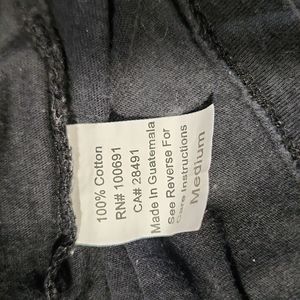 100% Cotton
RN# 100691
CA# 28491
Made In Guatemala
See Reverse For
Care Instructions
Medium